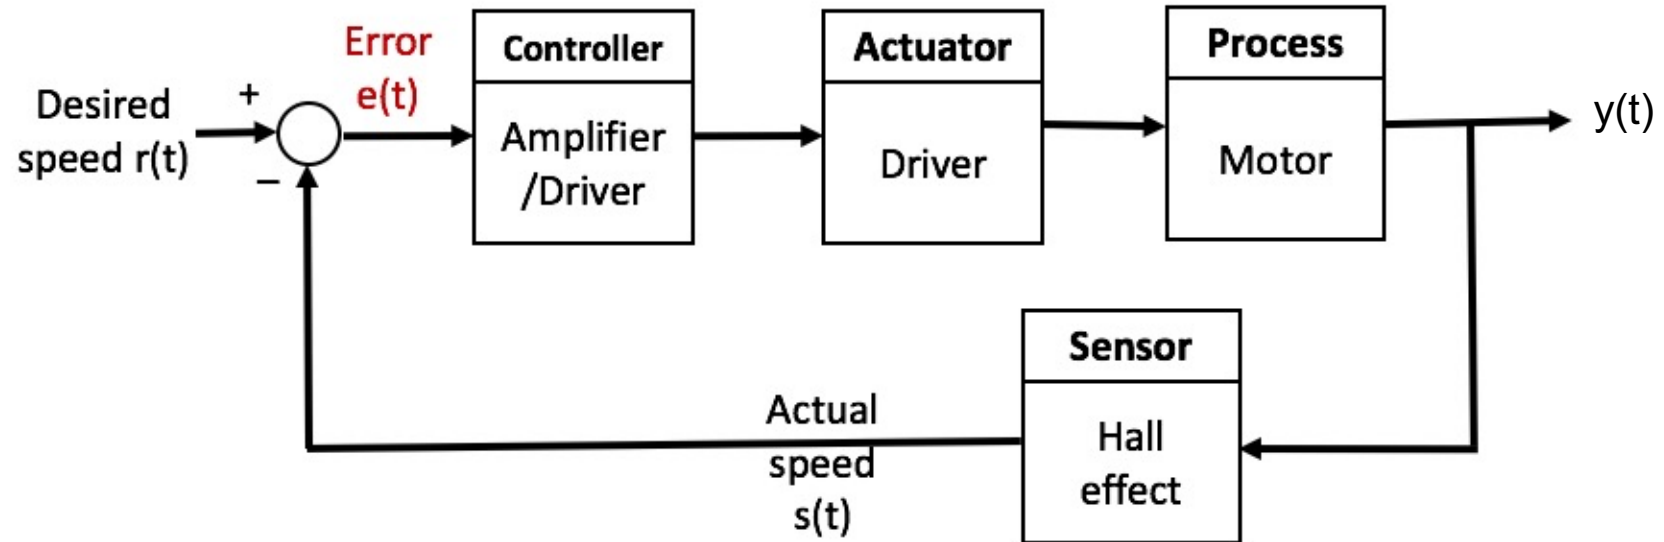 Desired
speed r(t)
+
−
Error
e(t)
Controller
Amplifier
/Driver
Actuator
Driver
Process
Motor
y(t)
Sensor
Hall
effect
Actual
speed
s(t)